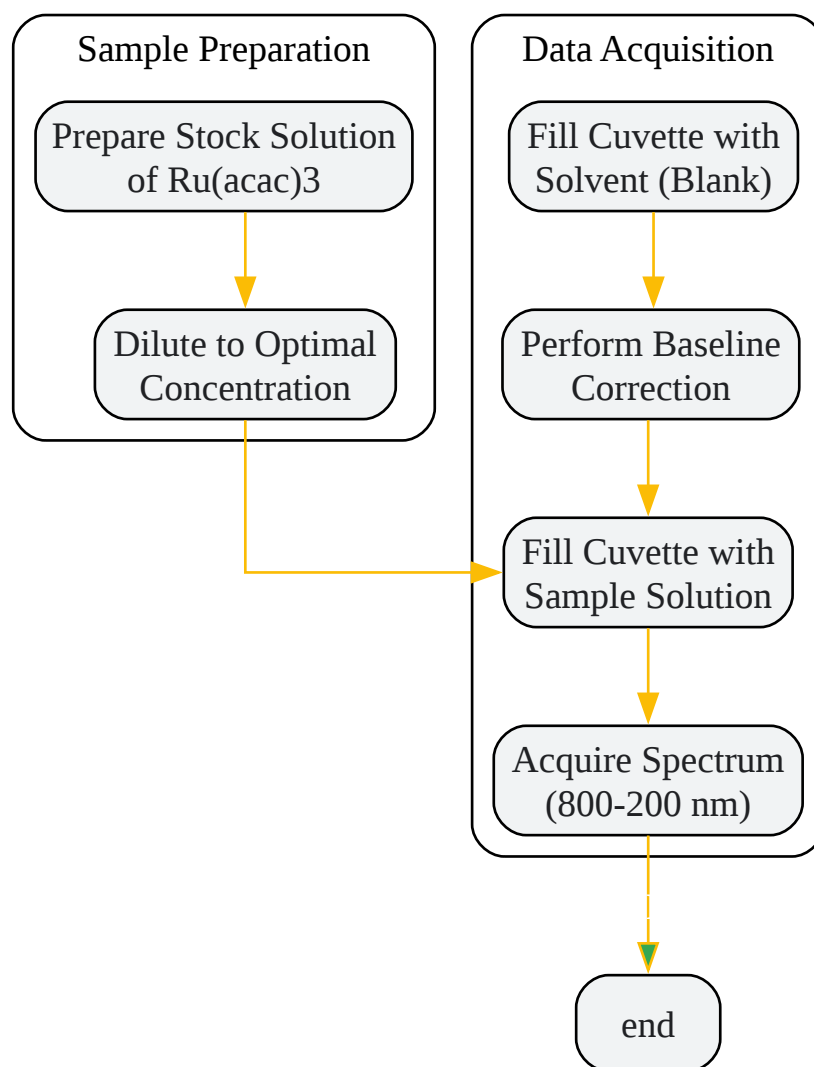 Sample Preparation
Prepare Stock Solution
of Ru(acac)3
Dilute to Optimal
Concentration
Data Acquisition
Fill Cuvette with
Solvent (Blank)
Perform Baseline
Correction
Fill Cuvette with
Sample Solution
Acquire Spectrum
(800-200 nm)
end